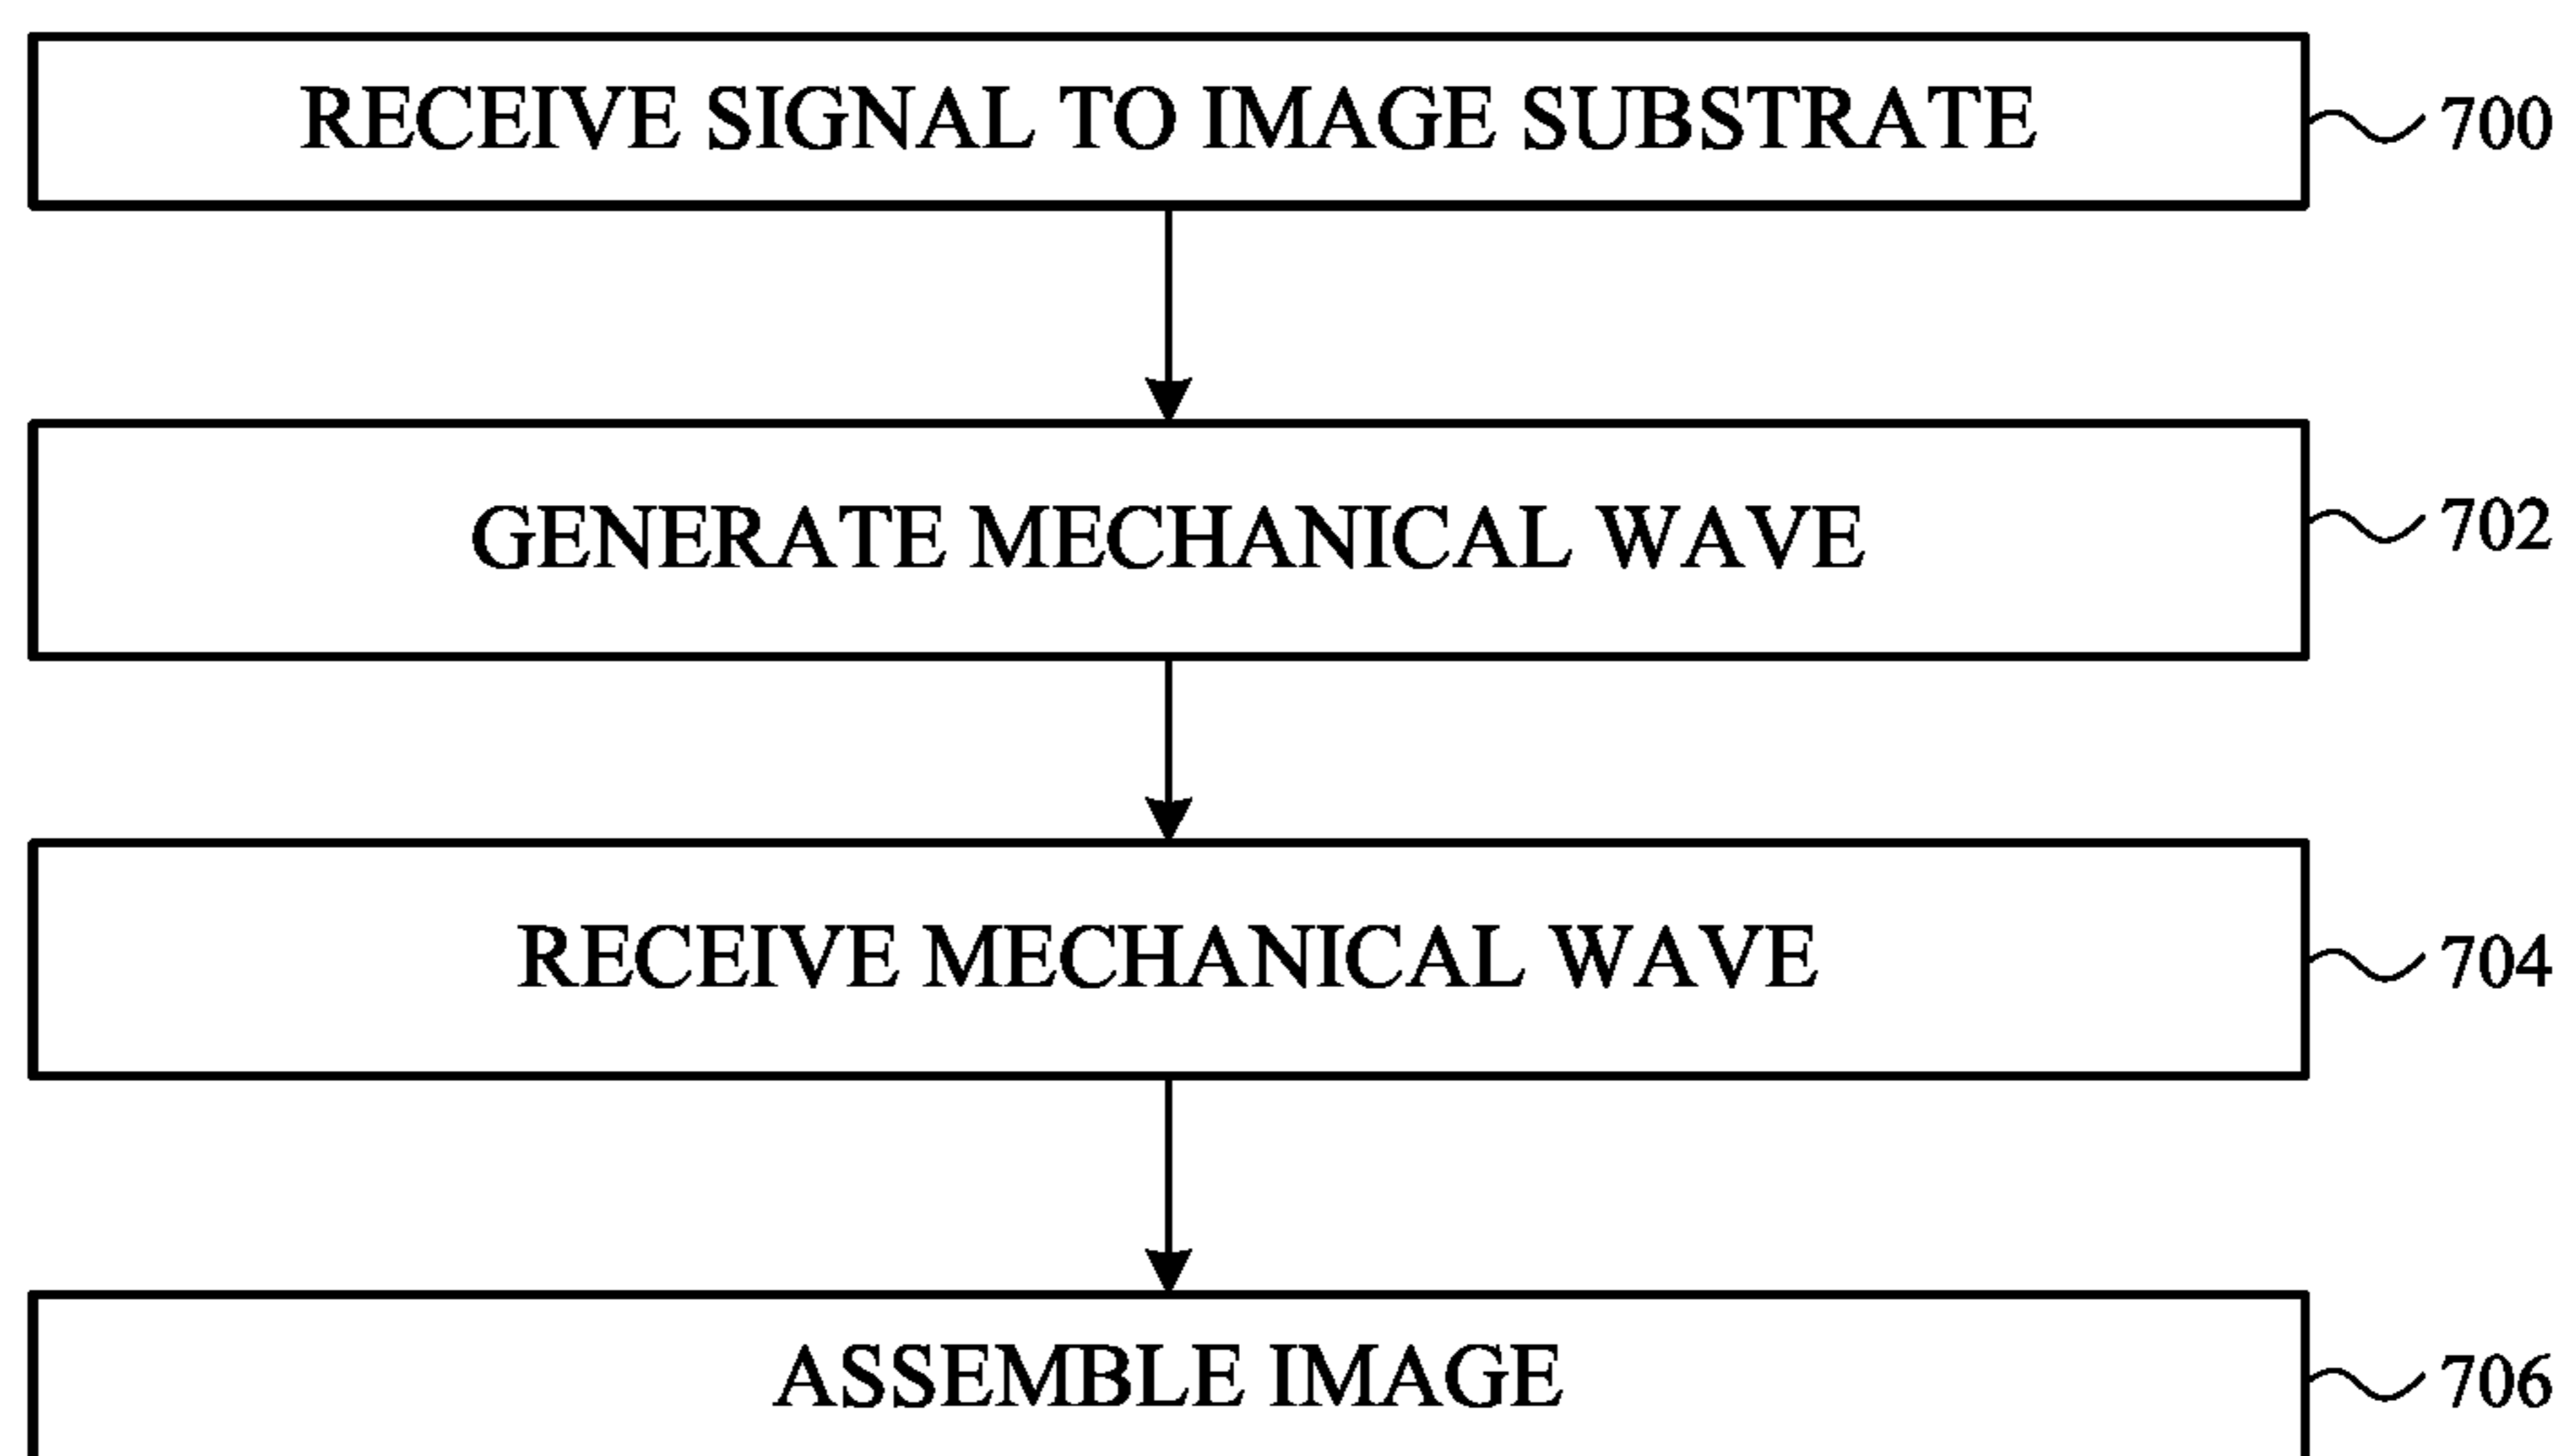 RECEIVE SIGNAL TO IMAGE SUBSTRATE 700
GENERATE MECHANICAL WAVE 702
RECEIVE MECHANICAL WAVE 704
ASSEMBLE IMAGE 706